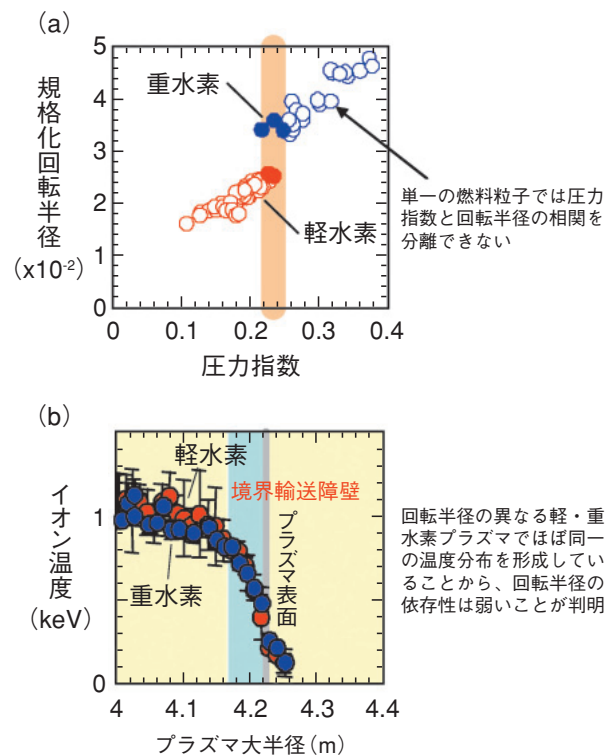 (a)
規格化回転半径
(x10-2)
5
4
3
2
1
0
重水素
軽水素
0 0.1 0.2 0.3 0.4
圧力指数
単一の燃料粒子では圧力
指数と回転半径の相関を
分離できない
(b)
イオン温度
(keV)
1
0
軽水素
重水素
境界輸送障壁
プラズマ表面
4 4.1 4.2 4.3 4.4
プラズマ大半径(m)
回転半径の異なる軽・重
水素プラズマでほぼ同一
の温度分布を形成してい
ることから、回転半径の
依存性は弱いことが判明